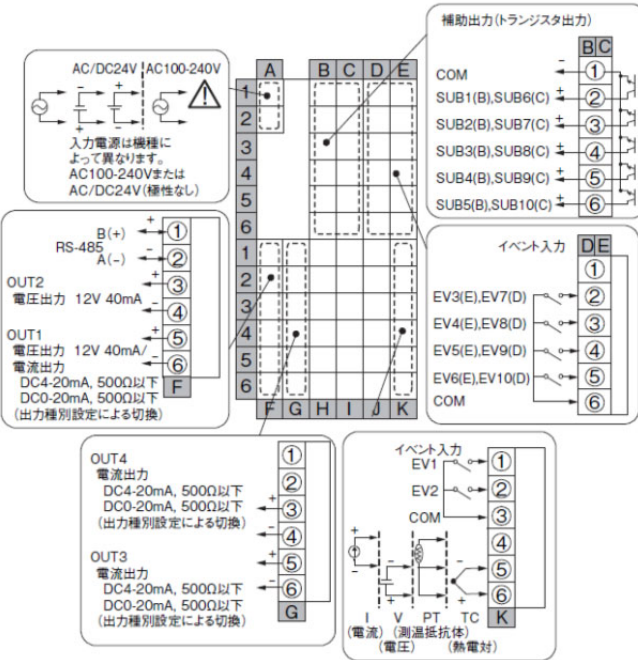 補助出力(トランジスタ出力)
B C
COM
-
①
SUB1(B),SUB6(C)
+
②
SUB2(B),SUB7(C)
+
③
SUB3(B),SUB8(C)
+
④
SUB4(B),SUB9(C)
+
⑤
SUB5(B),SUB10(C)
+
⑥
AC/DC24V AC100-240V
- +
+ -
入力電源は機種に
よって異なります。
AC100-240Vまたは
AC/DC24V(極性なし)
A B C D E
1
2
3
4
5
6
1
2
3
4
5
6
F G H I J K
B(+)
+
①
RS-485
A(-)
-
②
OUT2
+
③
電圧出力 12V 40mA
-
④
OUT1
+
⑤
電圧出力 12V 40mA/
-
⑥
電流出力
DC4-20mA, 500Ω以下
F
DC0-20mA, 500Ω以下
(出力種別設定による切換)
イベント入力
D E
①
EV3(E),EV7(D)
②
EV4(E),EV8(D)
③
EV5(E),EV9(D)
④
EV6(E),EV10(D)
⑤
COM
⑥
OUT4
①
電流出力
②
DC4-20mA, 500Ω以下
DC0-20mA, 500Ω以下
+
③
(出力種別設定による切換)
-
④
OUT3
+
⑤
電流出力
DC4-20mA, 500Ω以下
-
⑥
DC0-20mA, 500Ω以下
G
(出力種別設定による切換)
イベント入力
EV1
①
EV2
②
COM
③
④
⑤
⑥
+ - -
- + +
I V PT TC
K
(電流) (測温抵抗体)
(電圧) (熱電対)